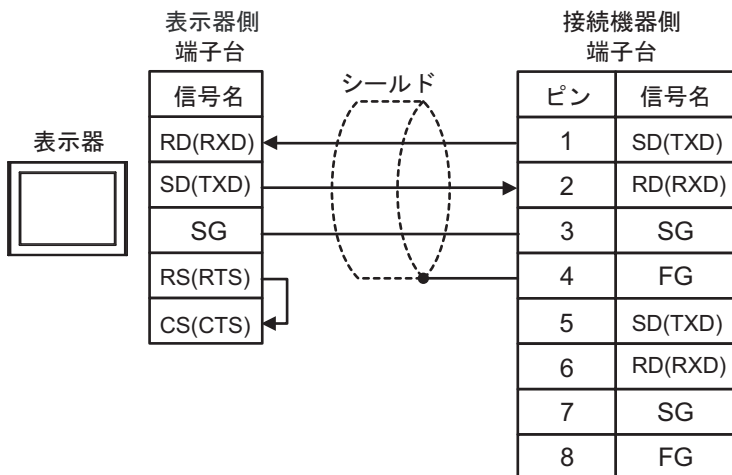 表示器側
端子台
接続機器側
端子台
信号名
シールド
ピン 信号名
表示器
RD(RXD)
1 SD(TXD)
SD(TXD)
2 RD(RXD)
SG
3 SG
RS(RTS)
4 FG
CS(CTS)
5 SD(TXD)
6 RD(RXD)
7 SG
8 FG